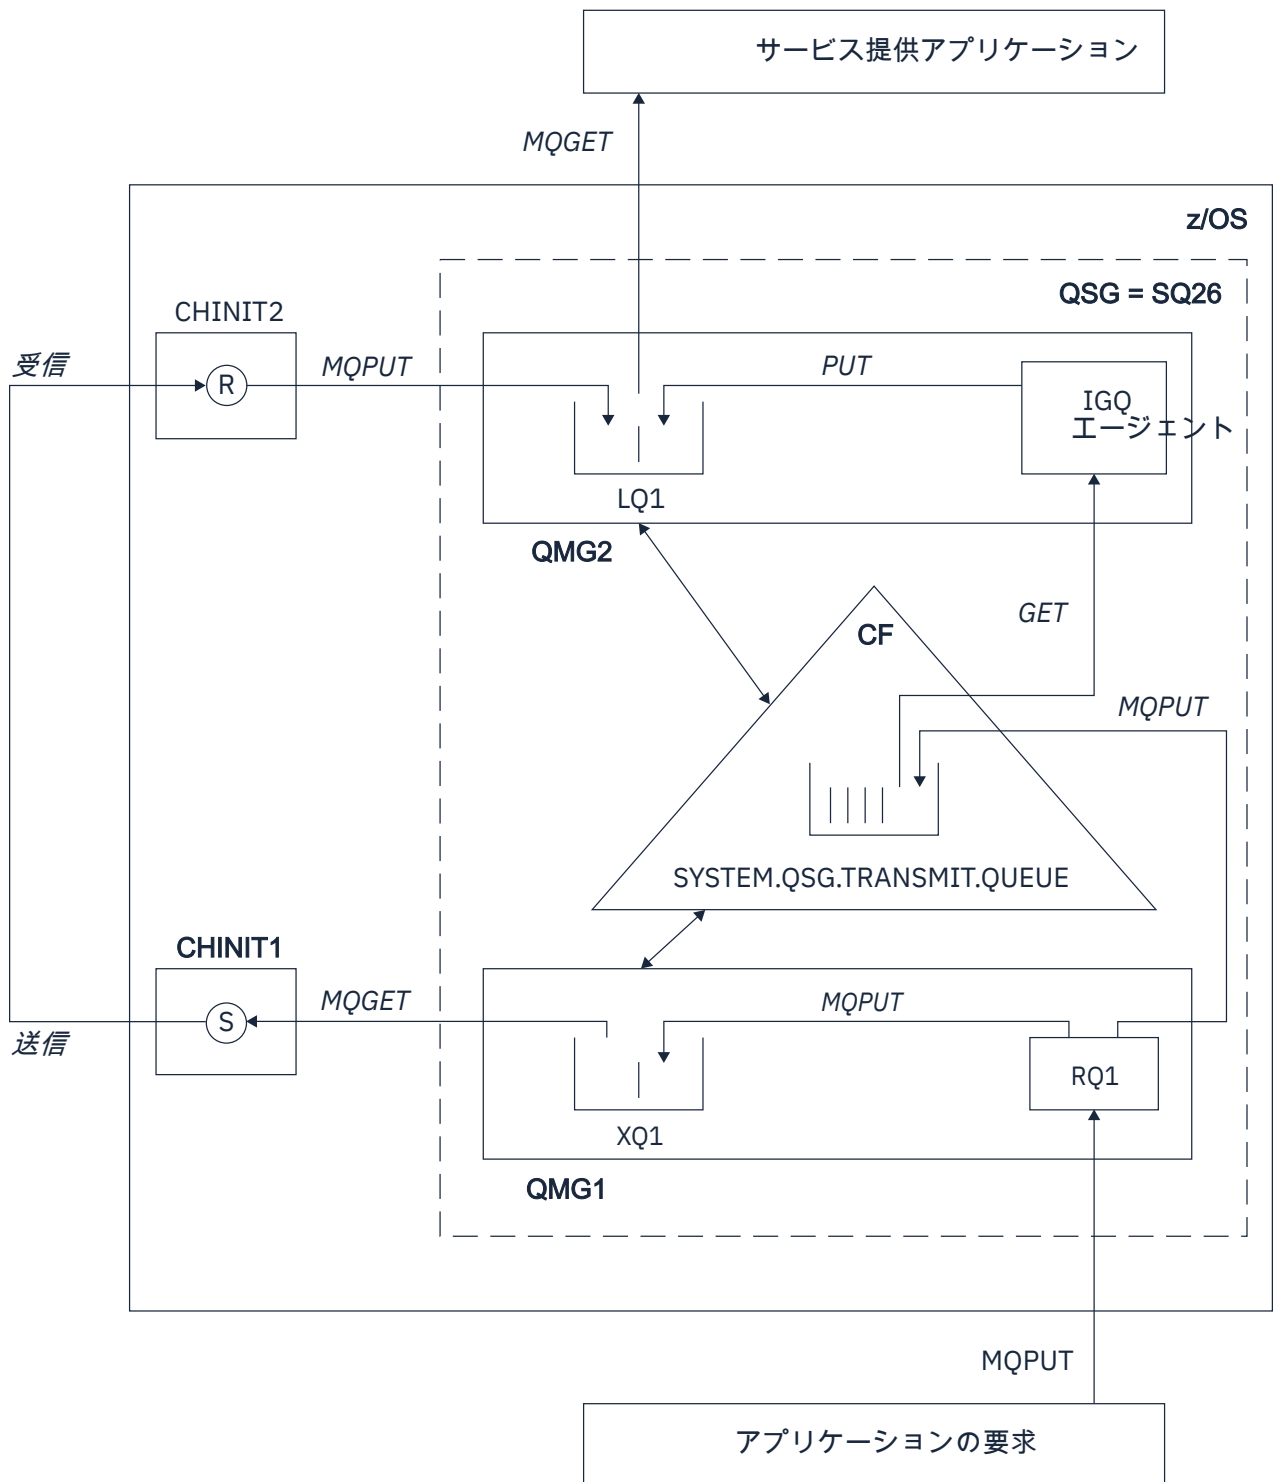 サービス提供アプリケーション
MQGET
z/OS
QSG = SQ26
CHINIT2
受信
R
MQPUT
PUT
IGQ
エージェント
LQ1
QMG2
GET
CF
MQPUT
SYSTEM.QSG.TRANSMIT.QUEUE
CHINIT1
MQGET
MQPUT
S
送信
RQ1
XQ1
QMG1
MQPUT
アプリケーションの要求